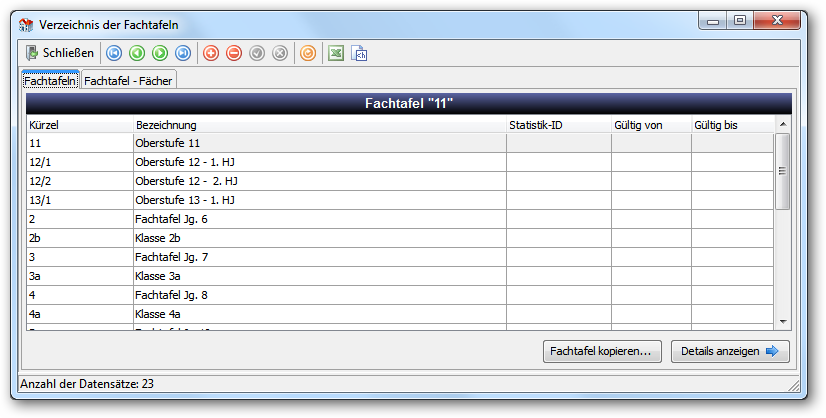 Verzeichnis der Fachtafeln
Schließen
Fachtafeln Fachtafel - Fächer
Fachtafel "11"
Kürzel Bezeichnung Statistik-ID Gültig von Gültig bis
11 Oberstufe 11
12/1 Oberstufe 12 - 1. HJ
12/2 Oberstufe 12 - 2. HJ
13/1 Oberstufe 13 - 1. HJ
2 Fachtafel Jg. 6
2b Klasse 2b
3 Fachtafel Jg. 7
3a Klasse 3a
4 Fachtafel Jg. 8
4a Klasse 4a
Fachtafel kopieren... Details anzeigen
Anzahl der Datensätze: 23